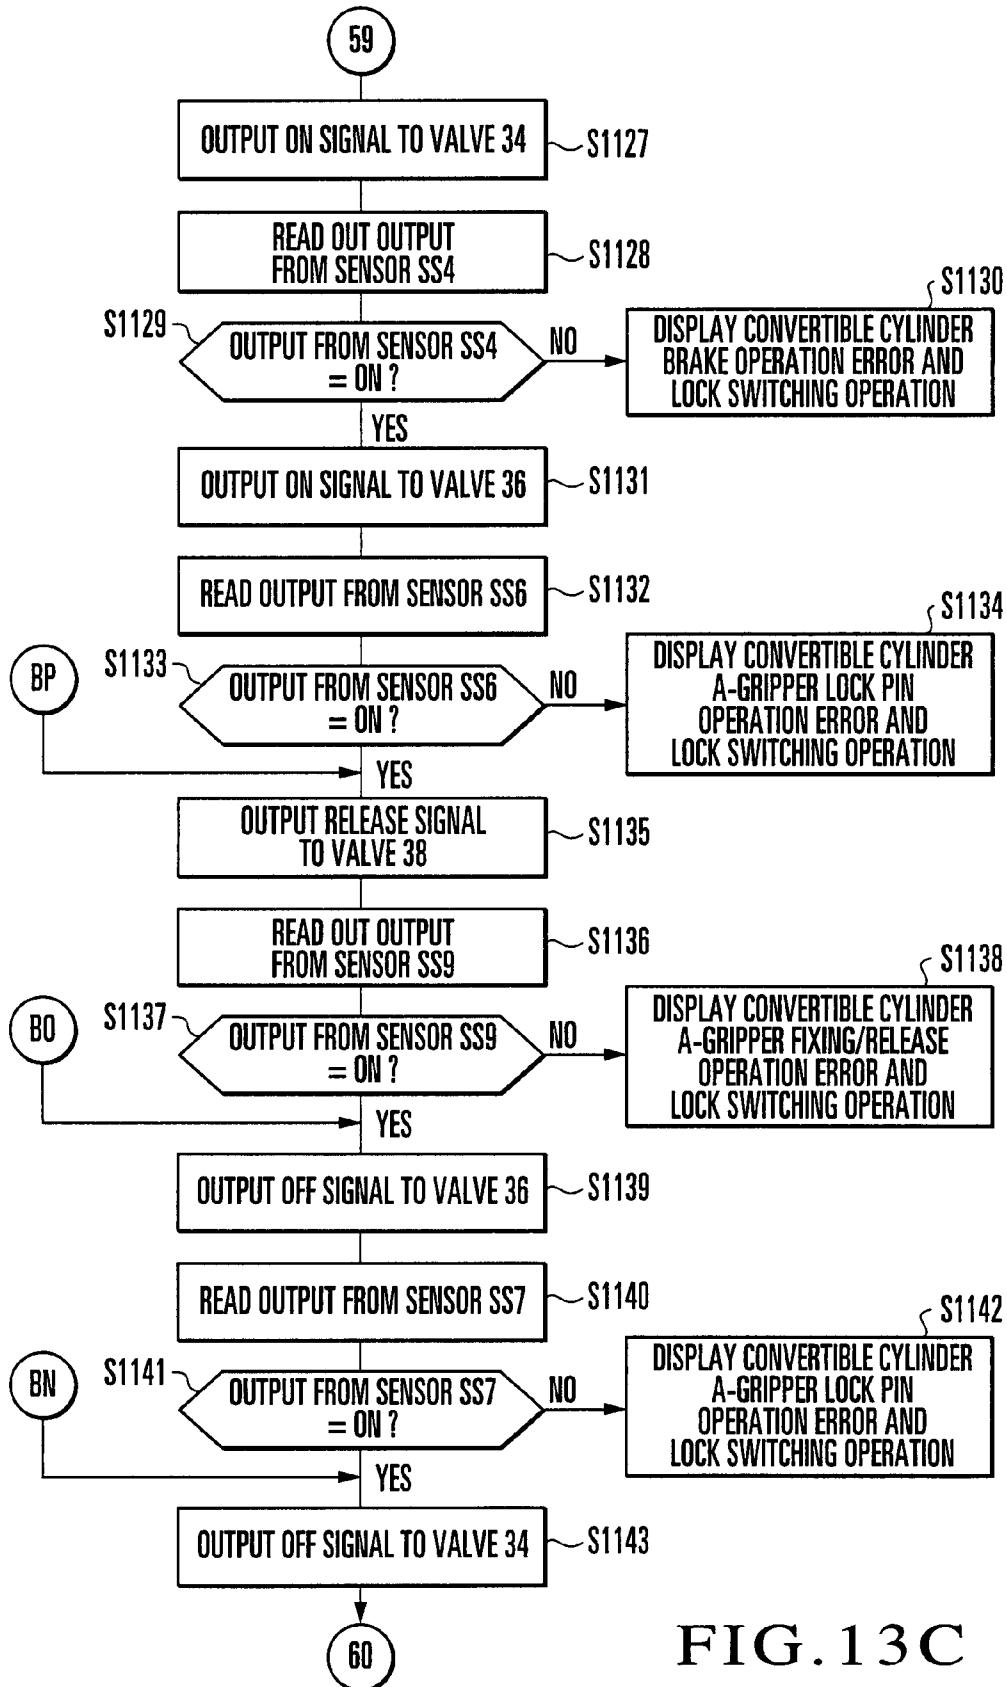 59
OUTPUT ON SIGNAL TO VALVE 34
S1127
READ OUT OUTPUT
FROM SENSOR SS4
S1128
S1129
OUTPUT FROM SENSOR SS4
= ON ?
NO
S1130
DISPLAY CONVERTIBLE CYLINDER
BRAKE OPERATION ERROR AND
LOCK SWITCHING OPERATION
YES
OUTPUT ON SIGNAL TO VALVE 36
S1131
READ OUTPUT FROM SENSOR SS6
S1132
BP
S1133
OUTPUT FROM SENSOR SS6
= ON ?
NO
S1134
DISPLAY CONVERTIBLE CYLINDER
A-GRIPPER LOCK PIN
OPERATION ERROR AND
LOCK SWITCHING OPERATION
YES
OUTPUT RELEASE SIGNAL
TO VALVE 38
S1135
READ OUT OUTPUT
FROM SENSOR SS9
S1136
BO
S1137
OUTPUT FROM SENSOR SS9
= ON ?
NO
S1138
DISPLAY CONVERTIBLE CYLINDER
A-GRIPPER FIXING/RELEASE
OPERATION ERROR AND
LOCK SWITCHING OPERATION
YES
OUTPUT OFF SIGNAL TO VALVE 36
S1139
READ OUTPUT FROM SENSOR SS7
S1140
BN
S1141
OUTPUT FROM SENSOR SS7
= ON ?
NO
S1142
DISPLAY CONVERTIBLE CYLINDER
A-GRIPPER LOCK PIN
OPERATION ERROR AND
LOCK SWITCHING OPERATION
YES
OUTPUT OFF SIGNAL TO VALVE 34
S1143
60
FIG.13C